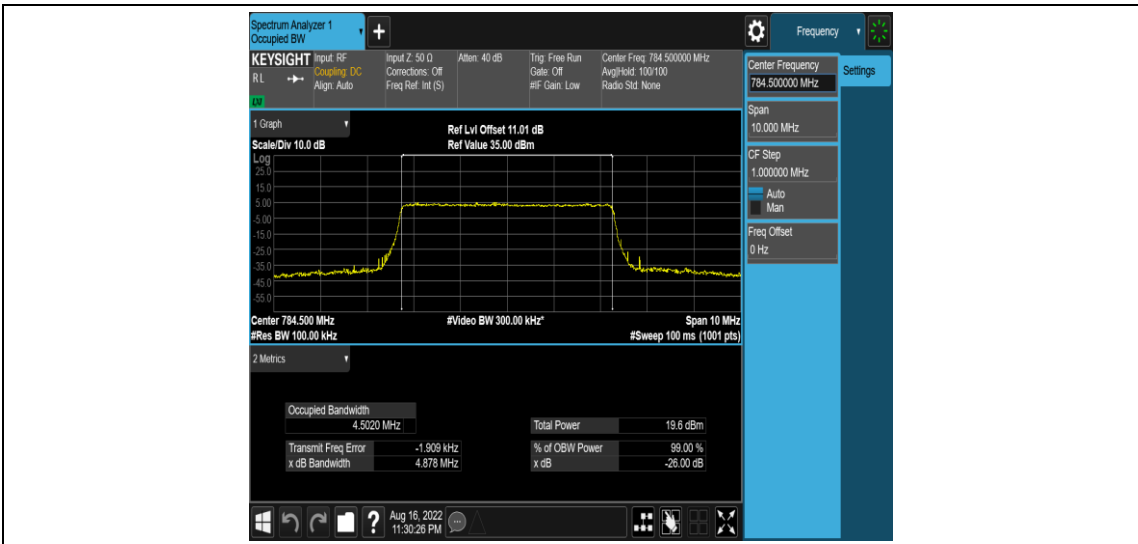 Spectrum Analyzer 1
Occupied BW
Frequency
KEYSIGHT Input: RF Input Z: 50 Ω Atten: 40 dB Trig: Free Run Center Freq: 784.500000 MHz
RL Coupling: DC Corrections: Off Gate: Off Avg|Hold: 100/100
Align: Auto Freq Ref: Int (S) #IF Gain: Low Radio Std: None
LXI
Center Frequency
784.500000 MHz
Settings
Span
10.000 MHz
CF Step
1.000000 MHz
Auto
Man
Freq Offset
0 Hz
1 Graph
Ref Lvl Offset 11.01 dB
Scale/Div 10.0 dB Ref Value 35.00 dBm
Log
25.0
15.0
5.00
-5.00
-15.0
-25.0
-35.0
-45.0
-55.0
Center 784.500 MHz #Video BW 300.00 kHz* Span 10 MHz
#Res BW 100.00 kHz #Sweep 100 ms (1001 pts)
2 Metrics
Occupied Bandwidth
4.5020 MHz Total Power 19.6 dBm
Transmit Freq Error -1.909 kHz % of OBW Power 99.00 %
x dB Bandwidth 4.878 MHz x dB -26.00 dB
Aug 16, 2022
11:30:26 PM